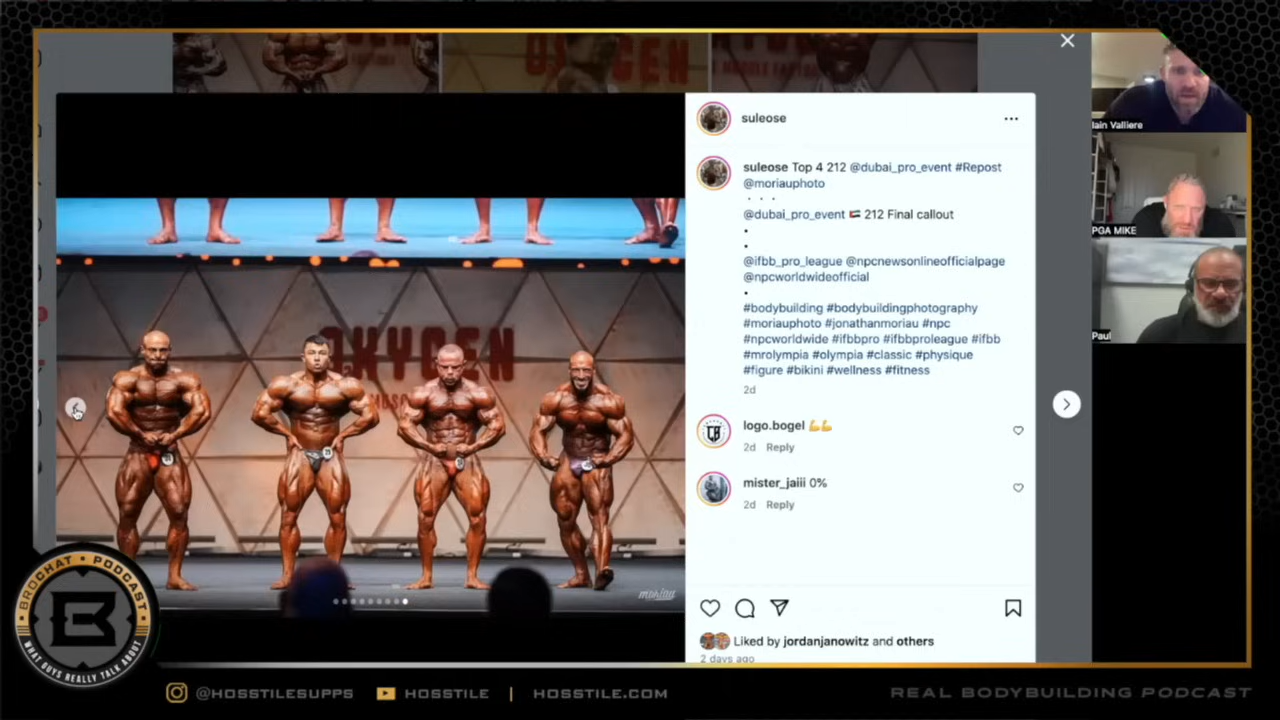 OXYGEN
suleose
suleose Top 4 212 @dubai_pro_event #Repost
@moriauphoto
@dubai_pro_event 🇦🇪 212 Final callout
•
•
@ifbb_pro_league @npcnewsonlineofficialpage
@npcworldwideofficial
•
#bodybuilding #bodybuildingphotography
#moriauphoto #jonathanmoriau #npc
#npcworldwide #ifbbpro #ifbbproleague #ifbb
#mrolympia #olympia #classic #physique
#figure #bikini #wellness #fitness
2d
logo.bogel 💪💪
2d Reply
mister_jaiii 0%
2d Reply
Liked by jordanjanowitz and others
2 days ago
Iain Valliere
PGA MIKE
Paul
OXYGEN
moriau
BROCHAT • PODCAST
WHAT GUYS REALLY TALK ABOUT
@HOSSTILESUPPS HOSSTILE | HOSSTILE.COM
REAL BODYBUILDING PODCAST